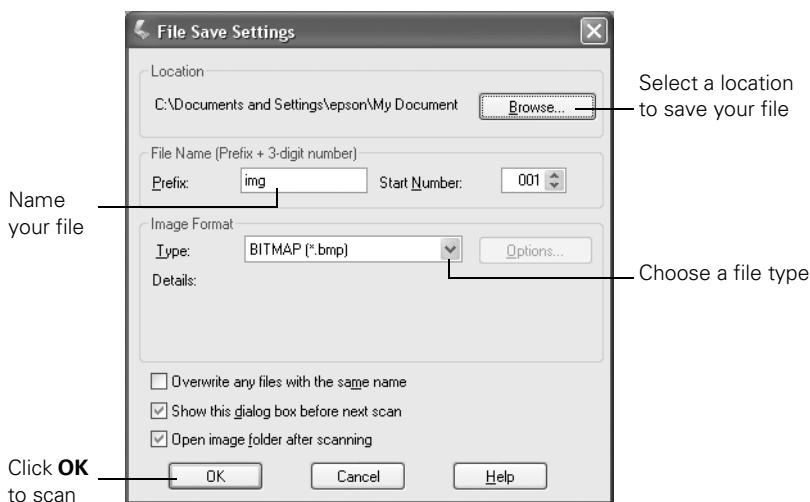 File Save Settings
Location
C:\Documents and Settings\epson\My Document
Browse...
Select a location
to save your file
File Name (Prefix + 3-digit number)
Prefix:
img
Start Number:
001
Name
your file
Image Format
Type:
BITMAP (*.bmp)
Options...
Choose a file type
Details:
Overwrite any files with the same name
Show this dialog box before next scan
Open image folder after scanning
Click OK
to scan
OK
Cancel
Help